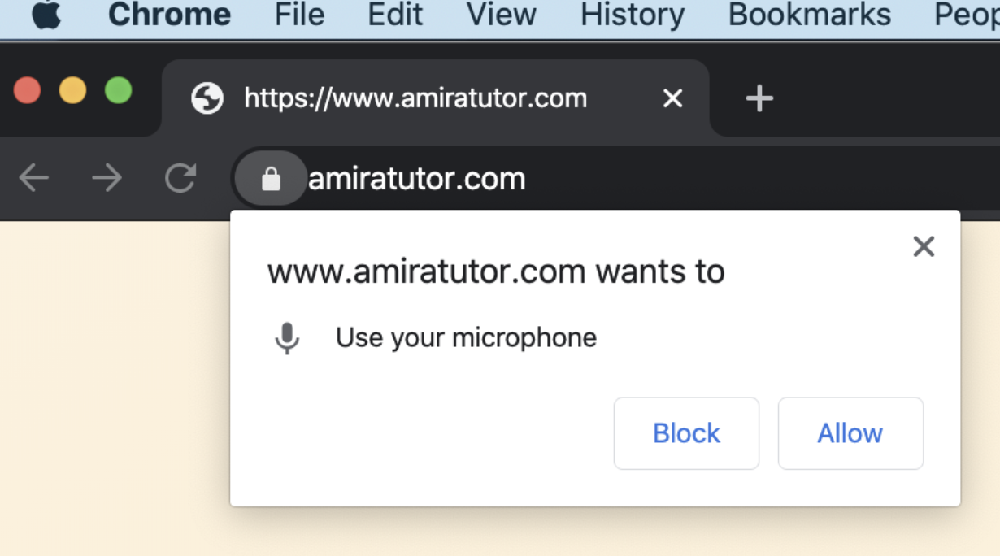 Chrome File Edit View History Bookmarks
https://www.amiratutor.com
amiratutor.com
www.amiratutor.com wants to
Use your microphone
Block Allow